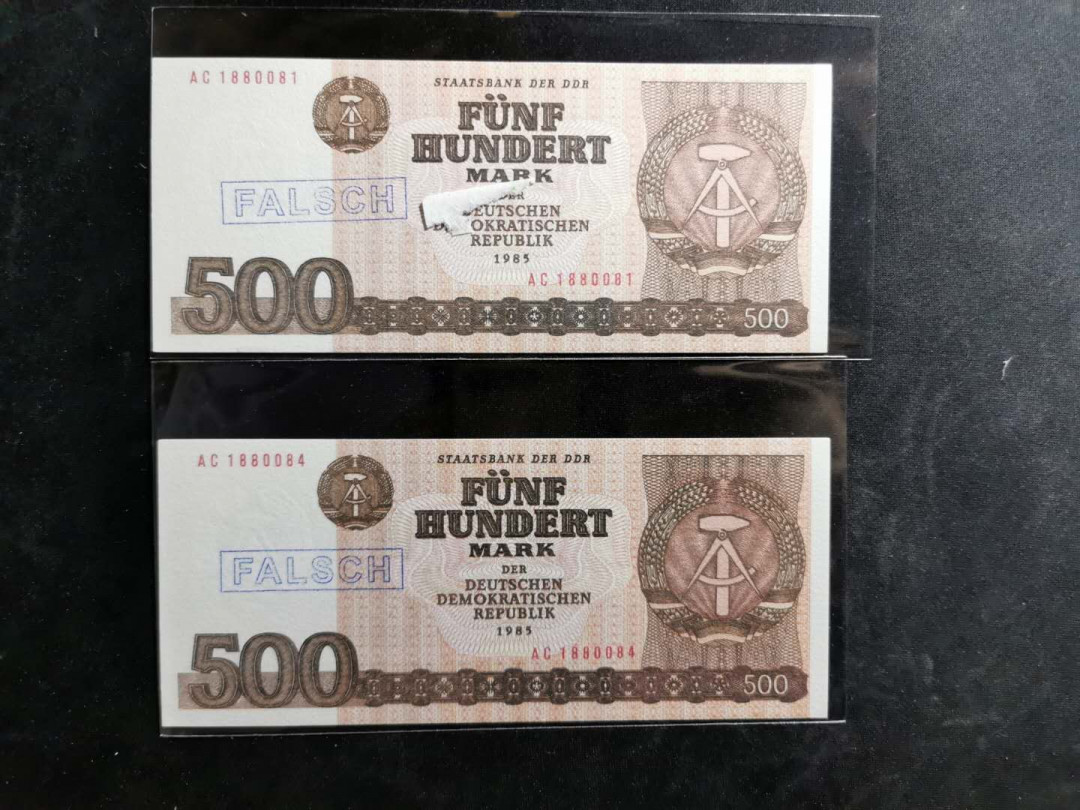 AC 1880081
STAATSBANK DER DDR
FÜNF
HUNDERT
MARK
FALSCH
DEUTSCHEN
REPUBLIK
1985
AC 1880081
500
500
AC 1880084
STAATSBANK DER DDR
FÜNF
HUNDERT
MARK
FALSCH
DER
DEUTSCHEN
DEMOKRATISCHEN
REPUBLIK
1985
AC 1880084
500
500